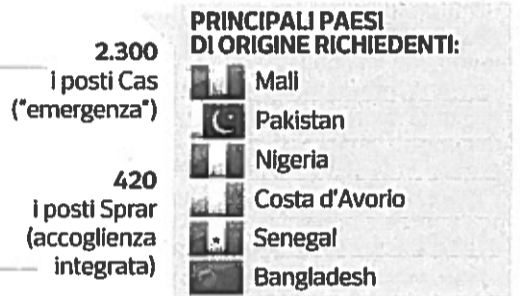 2.300
i posti Cas
("emergenza")
420
i posti Sprar
(accoglienza
integrata)
PRINCIPALI PAESI
DI ORIGINE RICHIEDENTI:
Mali
Pakistan
Nigeria
Costa d'Avorio
Senegal
Bangladesh